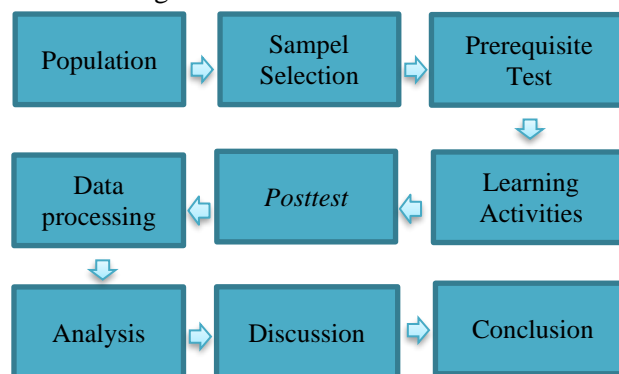 Population
Sampel
Selection
Prerequisite
Test
Learning
Activities
Posttest
Data
processing
Analysis
Discussion
Conclusion